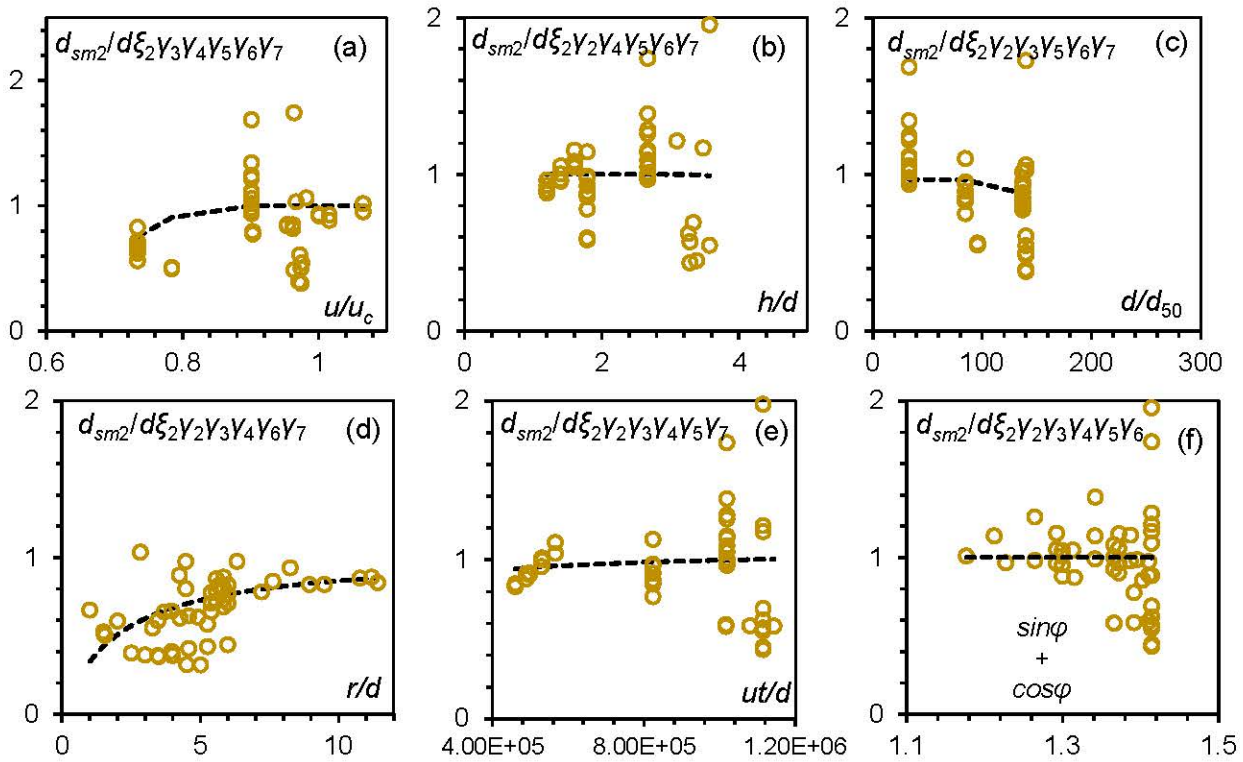 d_sm2/dξ₂γ₃γ₄γ₅γ₆γ₇ (a)
2
1
0
0.6 0.8 1
u/u_c
d_sm2/dξ₂γ₂γ₄γ₅γ₆γ₇ (b)
2
1
0
0 2 4
h/d
d_sm2/dξ₂γ₂γ₃γ₅γ₆γ₇ (c)
2
1
0
0 100 200 300
d/d₅₀
d_sm2/dξ₂γ₂γ₃γ₄γ₆γ₇ (d)
2
1
0
0 5 10
r/d
d_sm2/dξ₂γ₂γ₃γ₄γ₅γ₇ (e)
2
1
0
4.00E+05 8.00E+05 1.20E+06
ut/d
d_sm2/dξ₂γ₂γ₃γ₄γ₅γ₆ (f)
2
1
0
1.1 1.3 1.5
sinφ
+
cosφ